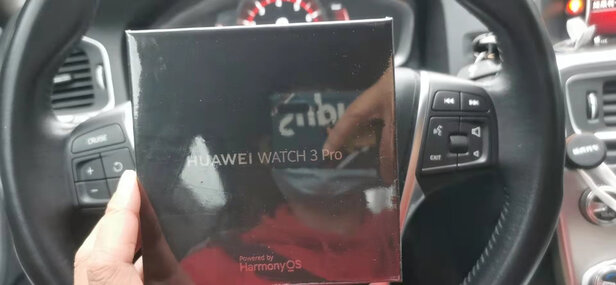 CRUISE
EXIT
HUAWEI WATCH 3 Pro
Powered by
HarmonyOS